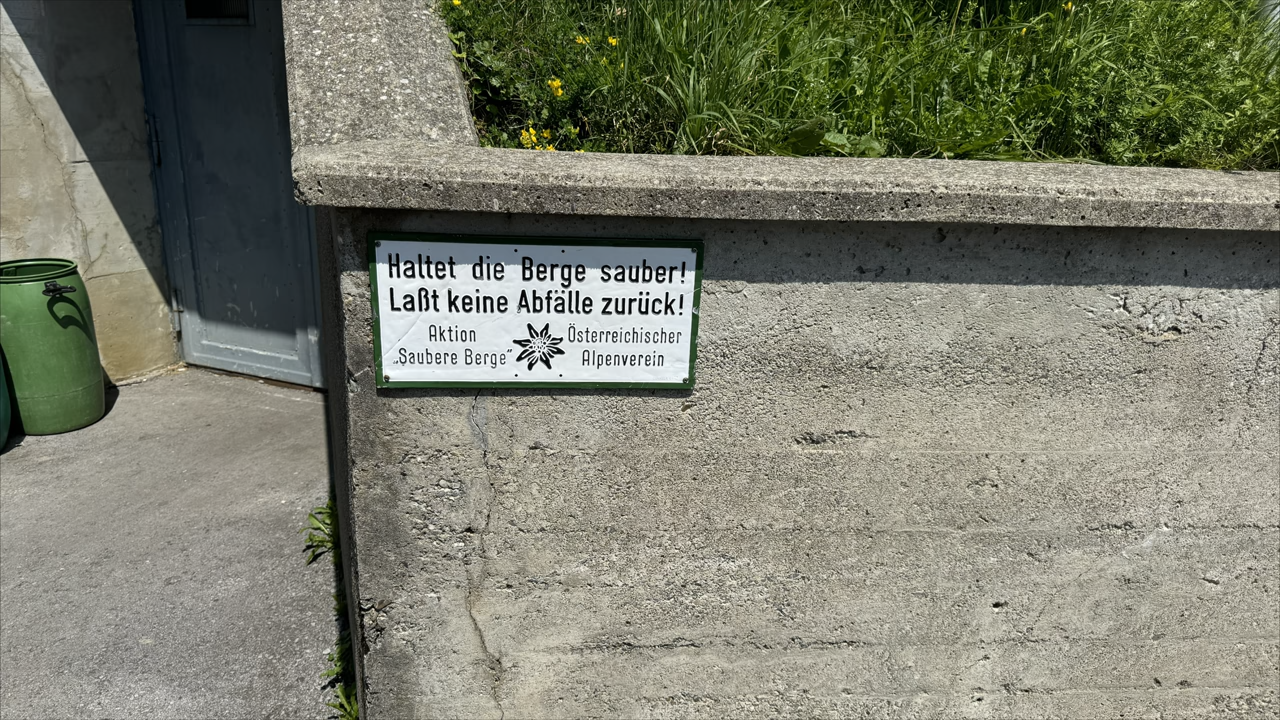 Haltet die Berge sauber!
Laßt keine Abfälle zurück!
Aktion
„Saubere Berge"
Österreichischer
Alpenverein